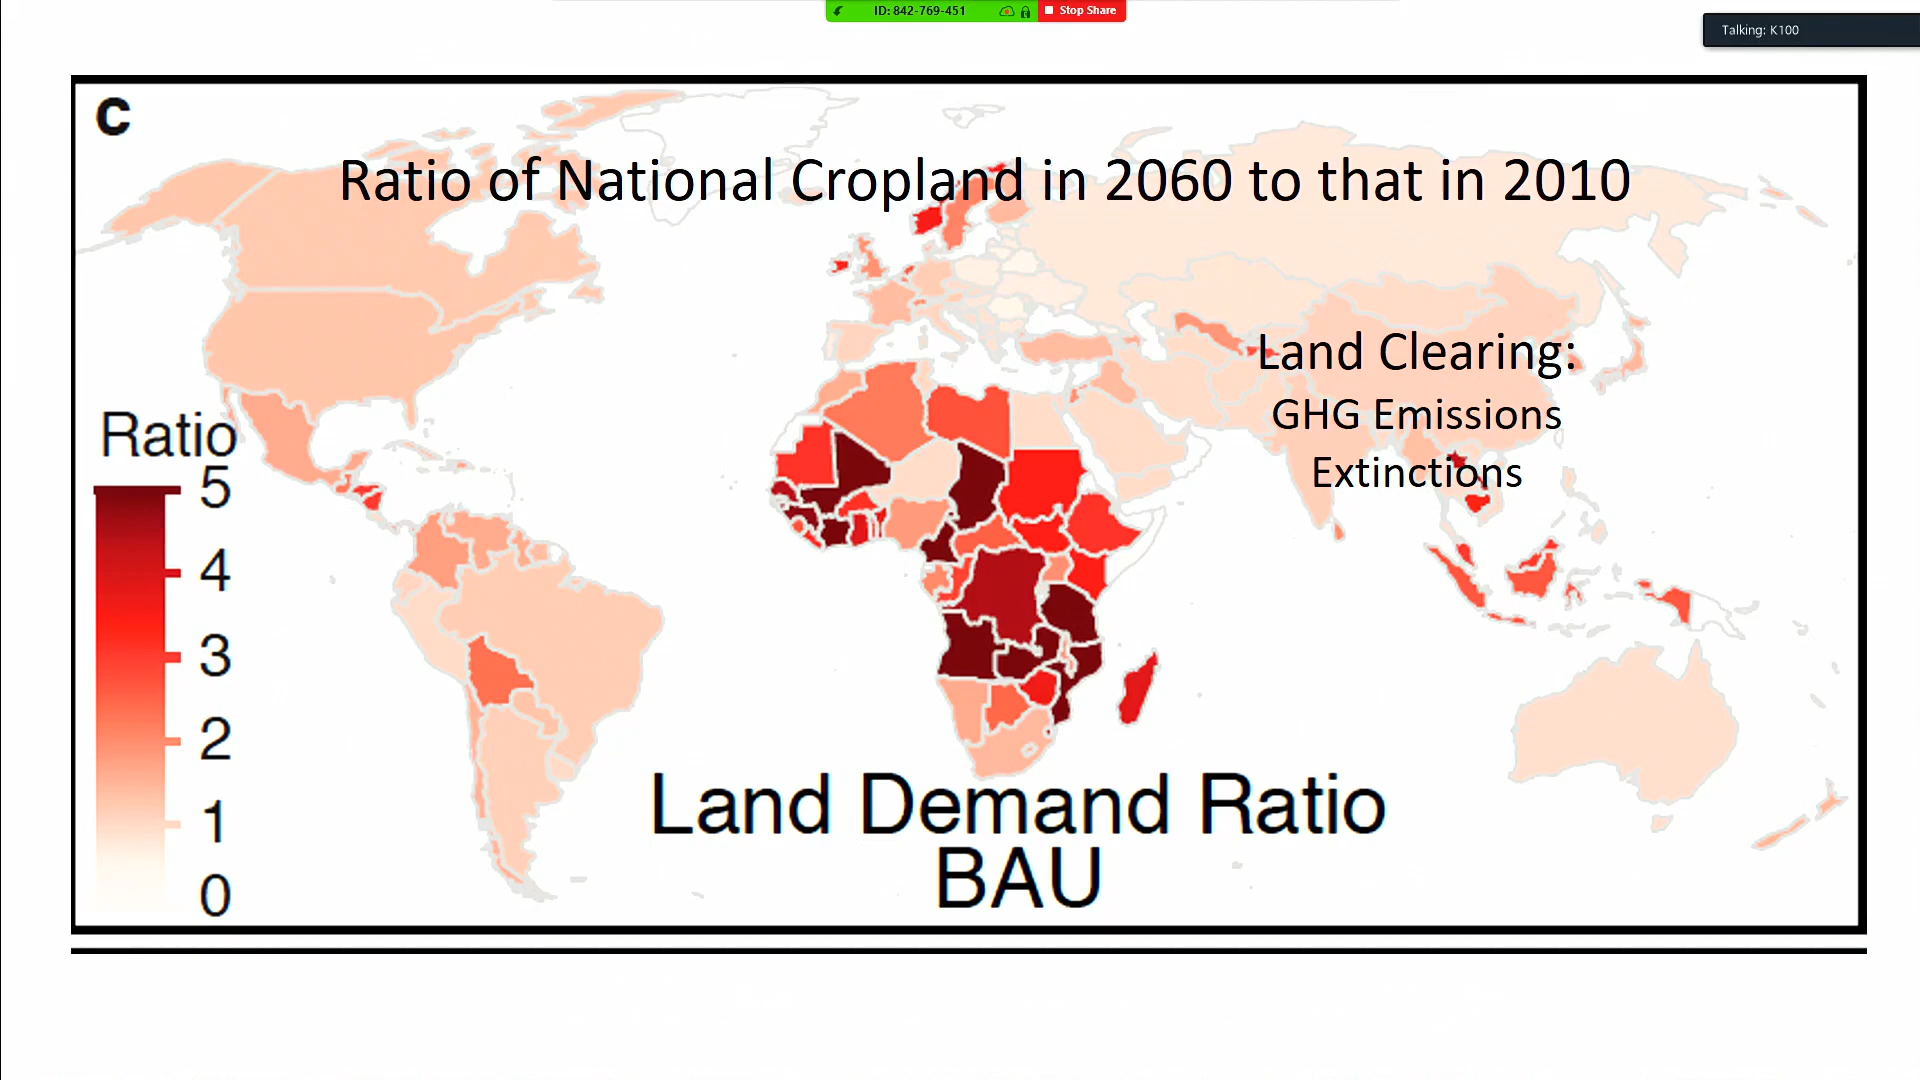 ID: 842-769-451
Stop Share
Talking: K100
c
Ratio of National Cropland in 2060 to that in 2010
Land Clearing:
GHG Emissions
Extinctions
Ratio
5
4
3
2
1
0
Land Demand Ratio
BAU